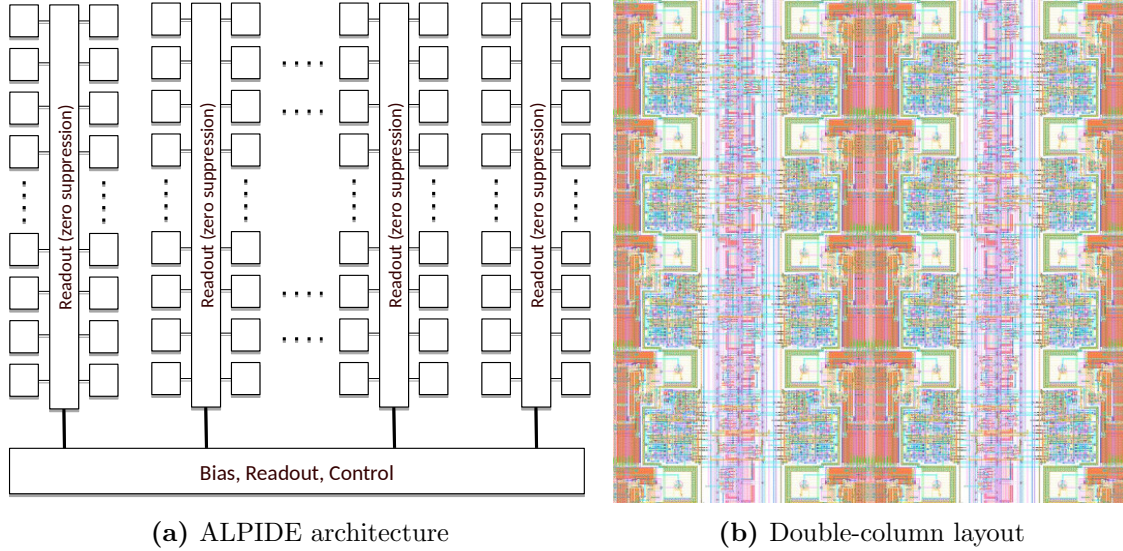 Readout (zero suppression)
Readout (zero suppression)
Readout (zero suppression)
Readout (zero suppression)
Bias, Readout, Control
(a) ALPIDE architecture
(b) Double-column layout